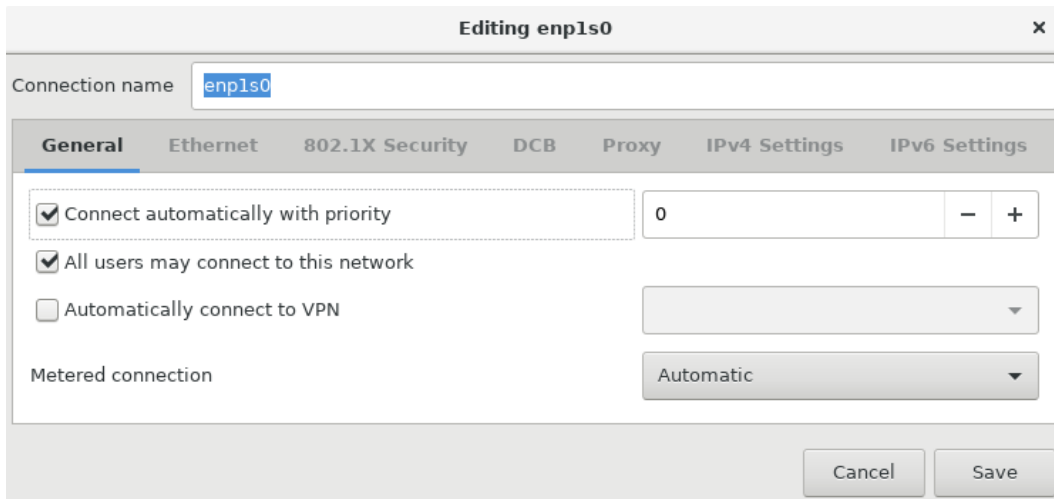 Editing enp1s0 ×
Connection name enp1s0
General Ethernet 802.1X Security DCB Proxy IPv4 Settings IPv6 Settings
Connect automatically with priority 0 − +
All users may connect to this network
Automatically connect to VPN
Metered connection Automatic
Cancel Save